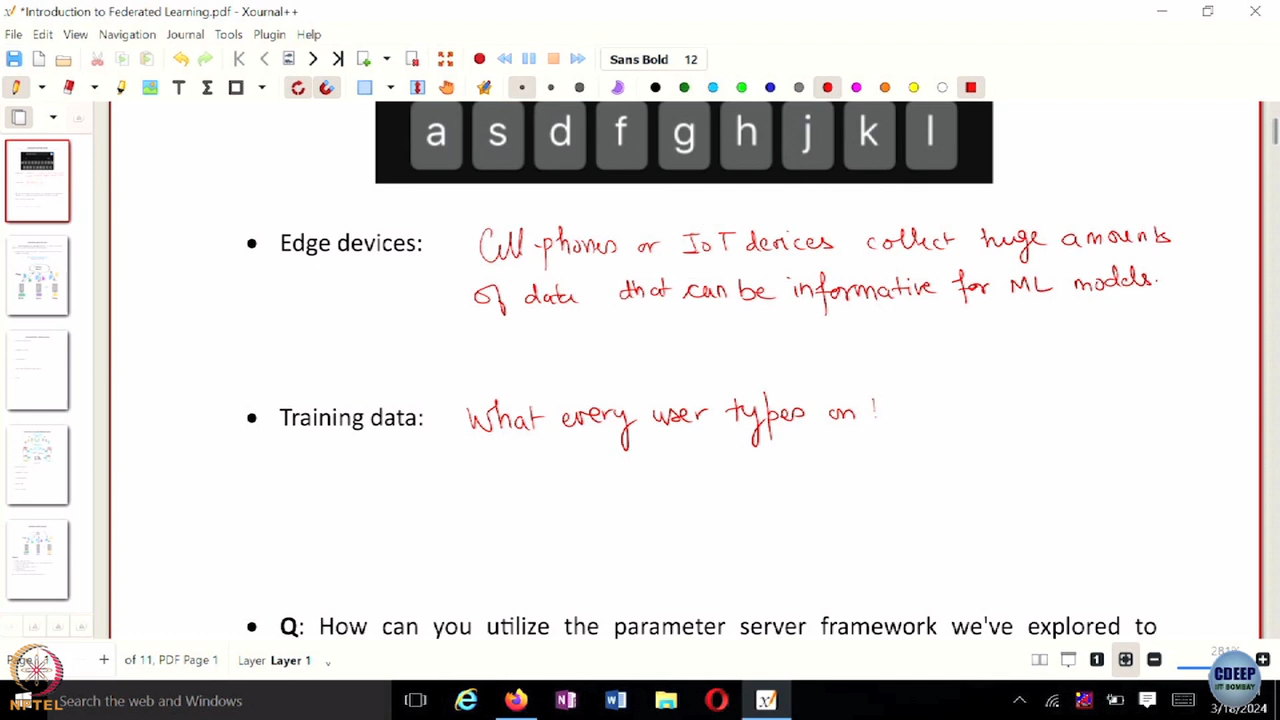 *Introduction to Federated Learning.pdf - Xournal++
File Edit View Navigation Journal Tools Plugin Help
Sans Bold 12
a s d f g h j k l
• Edge devices: Cell-phones or IoT devices collect huge amounts
of data that can be informative for ML models.
• Training data: What every user types on
• Q: How can you utilize the parameter server framework we've explored to
Page 1 of 11, PDF Page 1 Layer Layer 1 281%
NPTEL
Search the web and Windows
CDEEP
IIT BOMBAY
3/18/2024